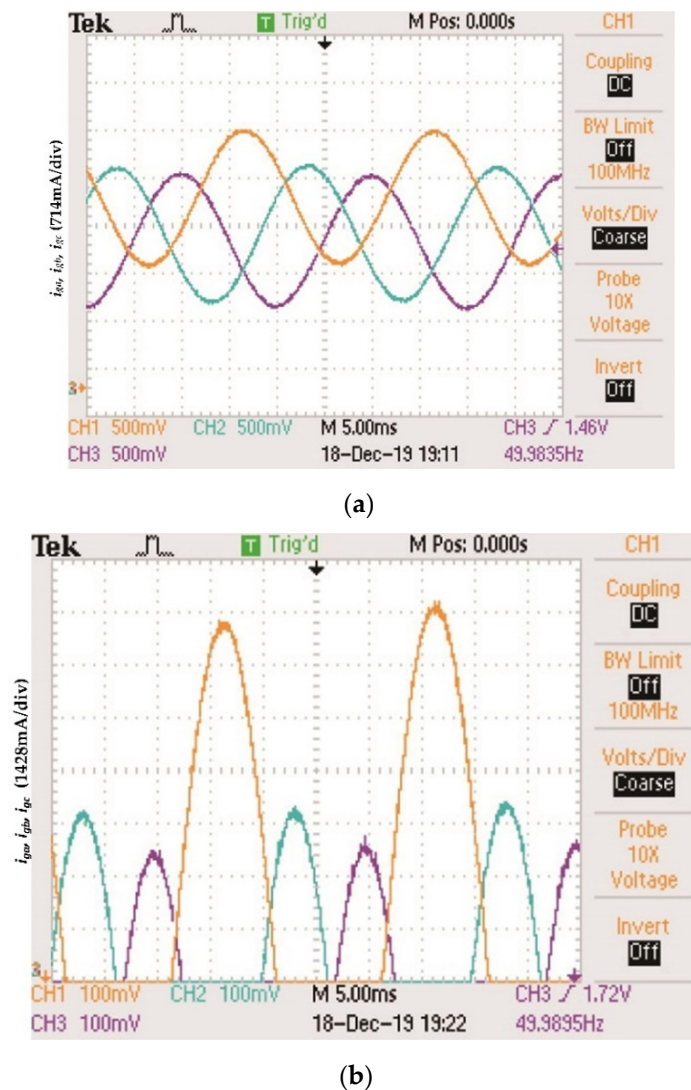 Tek T Trig'd M Pos: 0.000s CH1
Coupling
DC
BW Limit
Off
100MHz
Volts/Div
Coarse
Probe
10X
Voltage
Invert
Off
iga, igb, igc (714mA/div)
3
CH1 500mV CH2 500mV M 5.00ms CH3 1.46V
CH3 500mV 18-Dec-19 19:11 49.9835Hz
(a)
Tek T Trig'd M Pos: 0.000s CH1
Coupling
DC
BW Limit
Off
100MHz
Volts/Div
Coarse
Probe
10X
Voltage
Invert
Off
iga, igb, igc (1428mA/div)
3
CH1 100mV CH2 100mV M 5.00ms CH3 1.72V
CH3 100mV 18-Dec-19 19:22 49.9895Hz
(b)